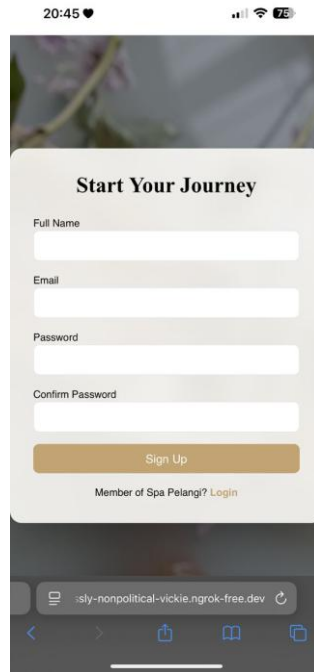 20:45
75
Start Your Journey
Full Name
Email
Password
Confirm Password
Sign Up
Member of Spa Pelangi? Login
ssly-nonpolitical-vickie.ngrok-free.dev